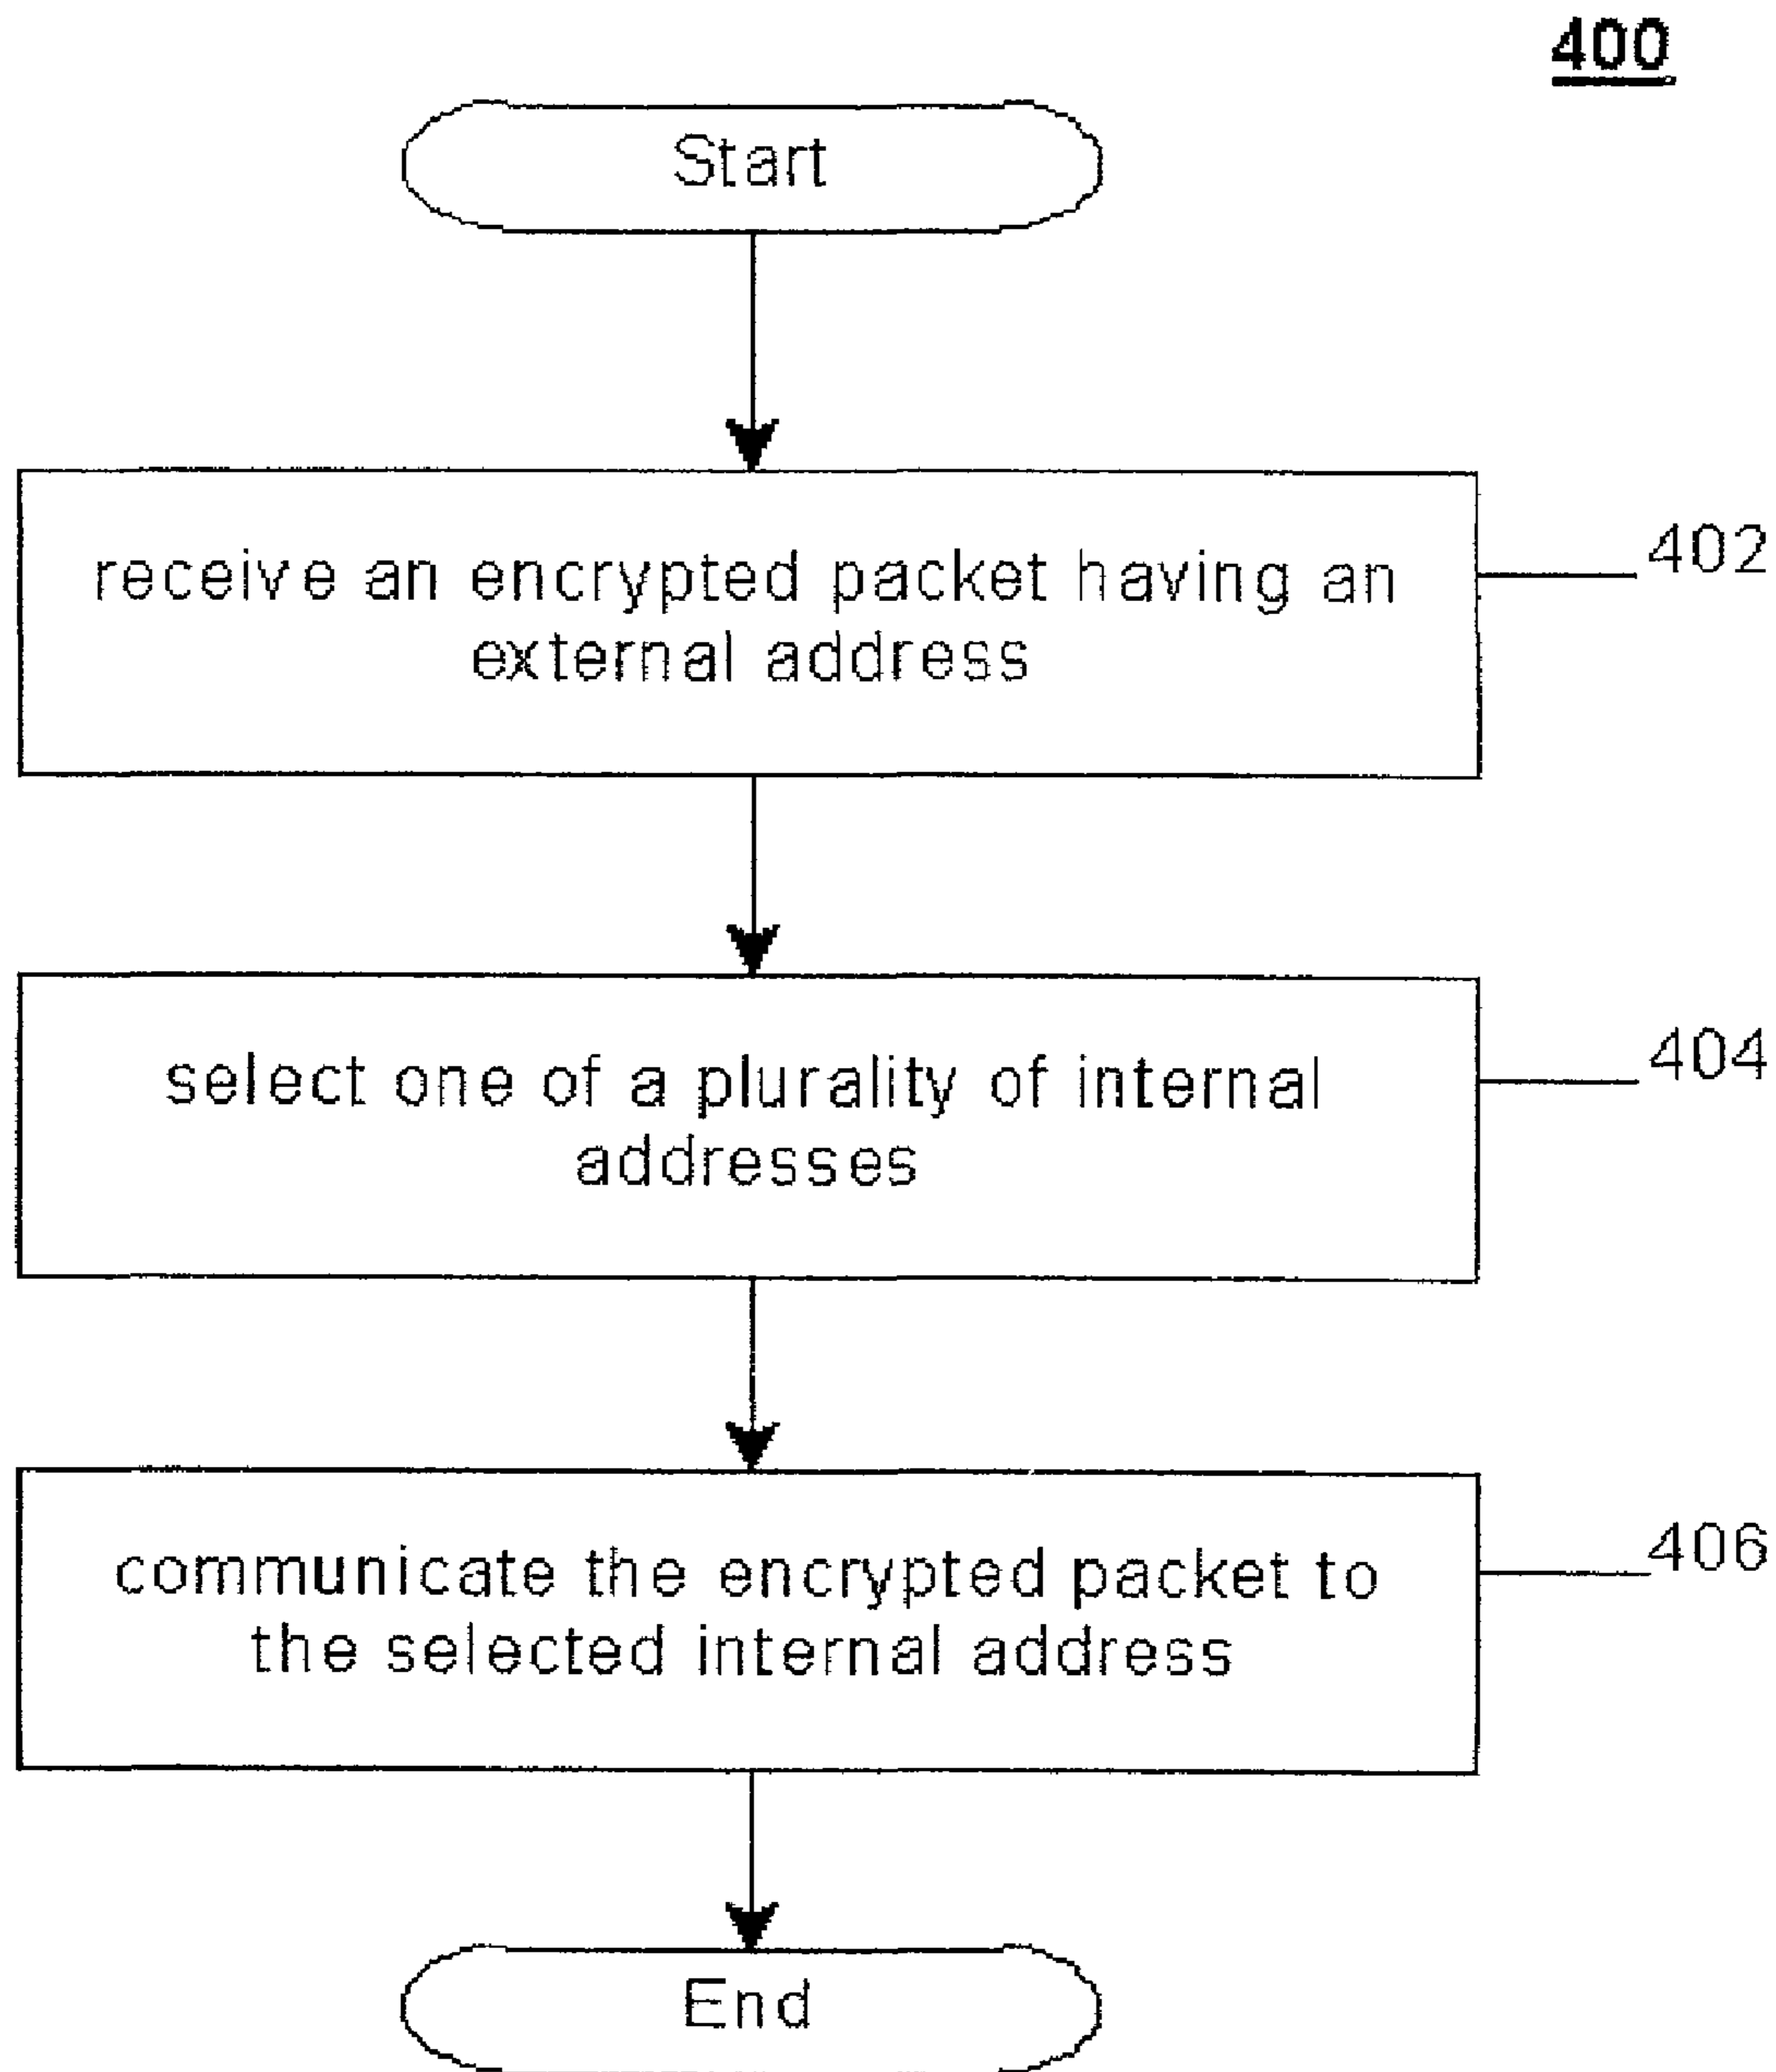 400
Start
receive an encrypted packet having an
external address
402
select one of a plurality of internal
addresses
404
communicate the encrypted packet to
the selected internal address
406
End